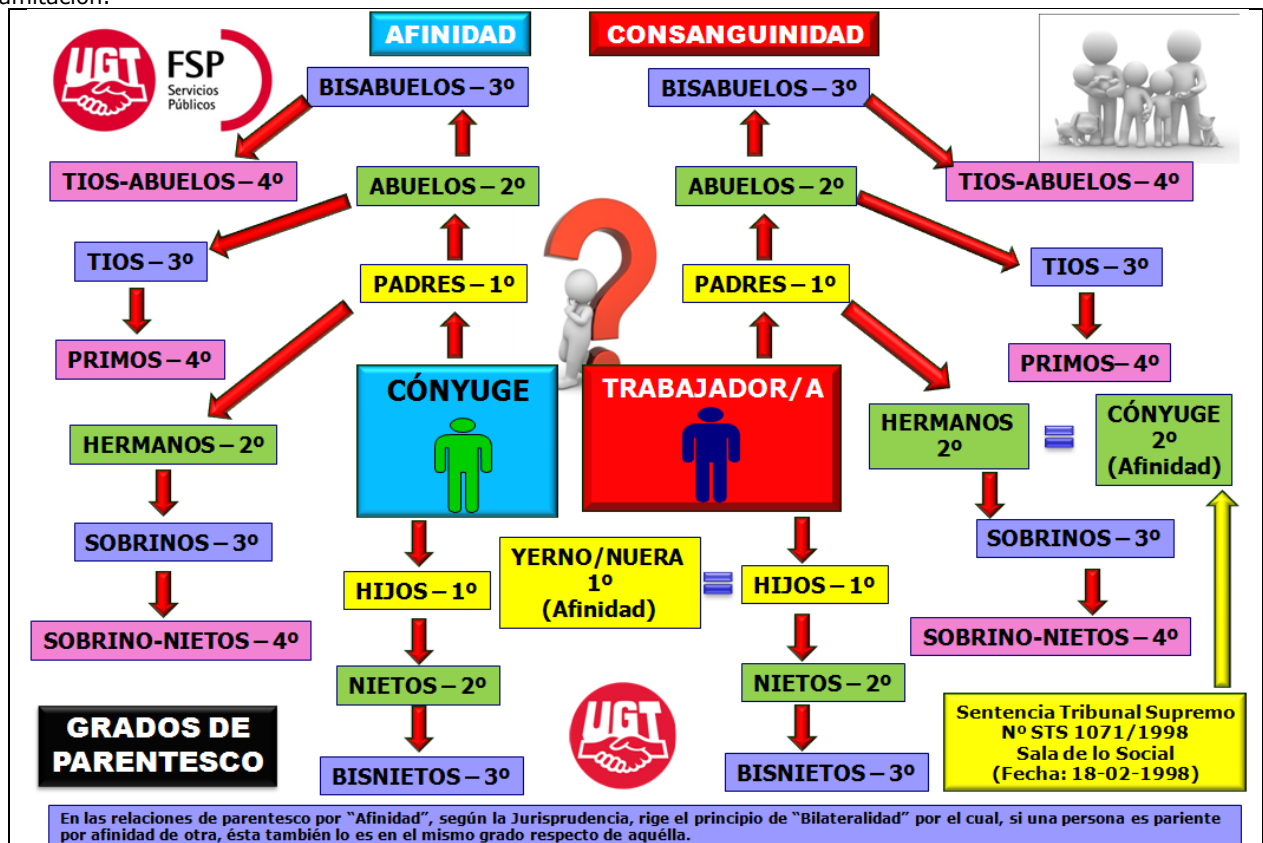 AFINIDAD
CONSANGUINIDAD
UGT
FSP
Servicios
Públicos
BISABUELOS – 3º
BISABUELOS – 3º
TIOS-ABUELOS – 4º
ABUELOS – 2º
ABUELOS – 2º
TIOS-ABUELOS – 4º
TIOS – 3º
PADRES – 1º
PADRES – 1º
TIOS – 3º
PRIMOS – 4º
PRIMOS– 4º
CÓNYUGE
TRABAJADOR/A
HERMANOS – 2º
HERMANOS
2º
CÓNYUGE
2º
(Afinidad)
SOBRINOS – 3º
YERNO/NUERA
1º
(Afinidad)
SOBRINOS – 3º
HIJOS – 1º
HIJOS – 1º
SOBRINO-NIETOS – 4º
SOBRINO-NIETOS – 4º
NIETOS – 2º
NIETOS – 2º
GRADOS DE
PARENTESCO
UGT
Sentencia Tribunal Supremo
Nº STS 1071/1998
Sala de lo Social
(Fecha: 18-02-1998)
BISNIETOS – 3º
BISNIETOS – 3º
En las relaciones de parentesco por “Afinidad”, según la Jurisprudencia, rige el principio de “Bilateralidad” por el cual, si una persona es pariente
por afinidad de otra, ésta también lo es en el mismo grado respecto de aquélla.